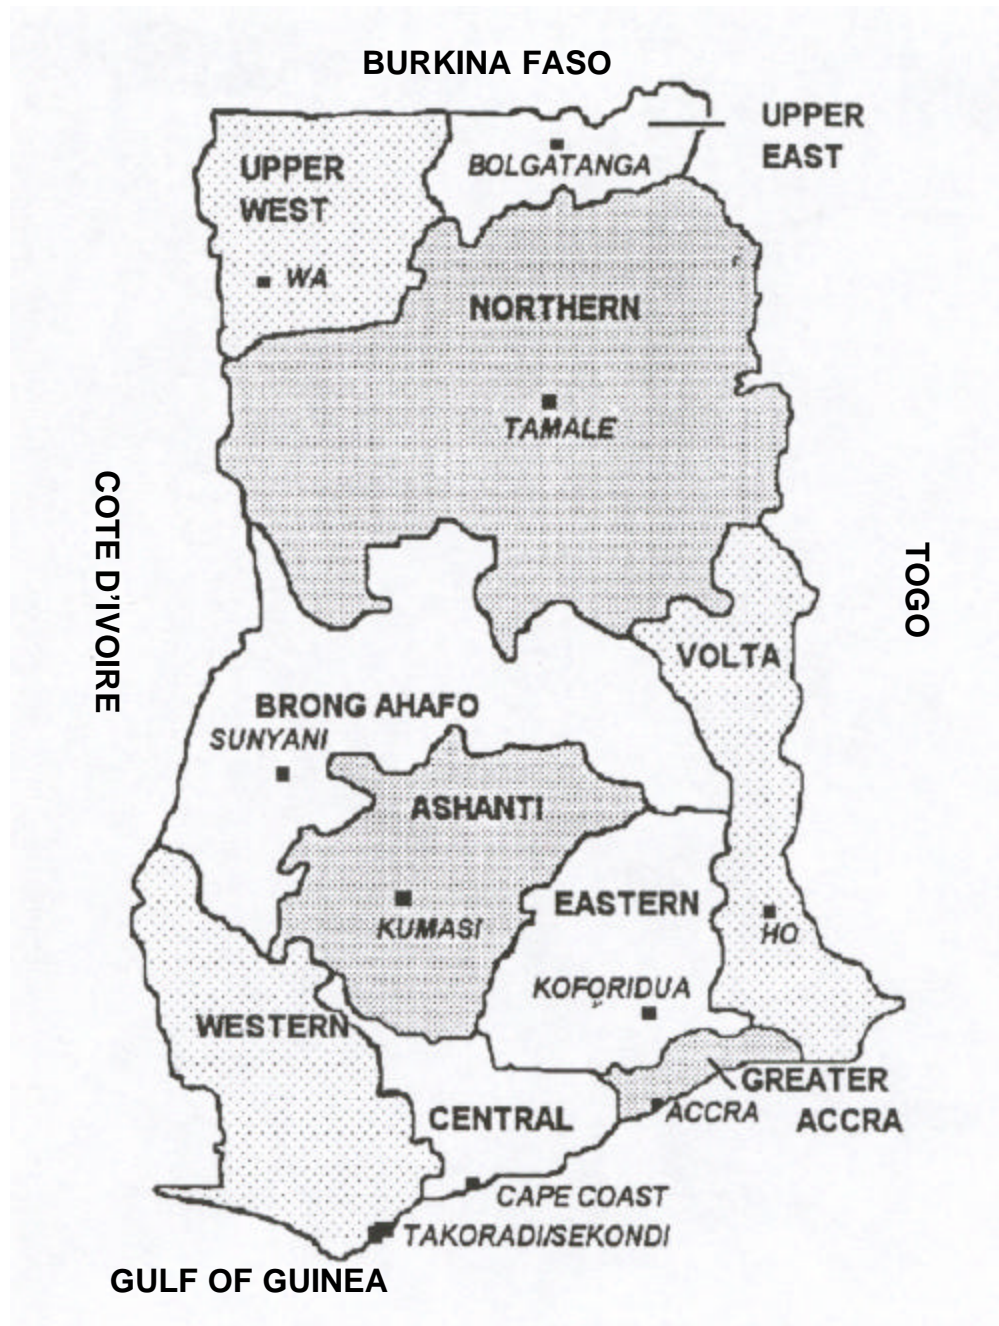 BURKINA FASO
UPPER
EAST
BOLGATANGA
UPPER
WEST
WA
NORTHERN
TAMALE
COTE D'IVOIRE
TOGO
VOLTA
BRONG AHAFO
SUNYANI
ASHANTI
EASTERN
KUMASI
HO
KOFORIDUA
WESTERN
GREATER
ACCRA
ACCRA
CENTRAL
CAPE COAST
TAKORADI/SEKONDI
GULF OF GUINEA